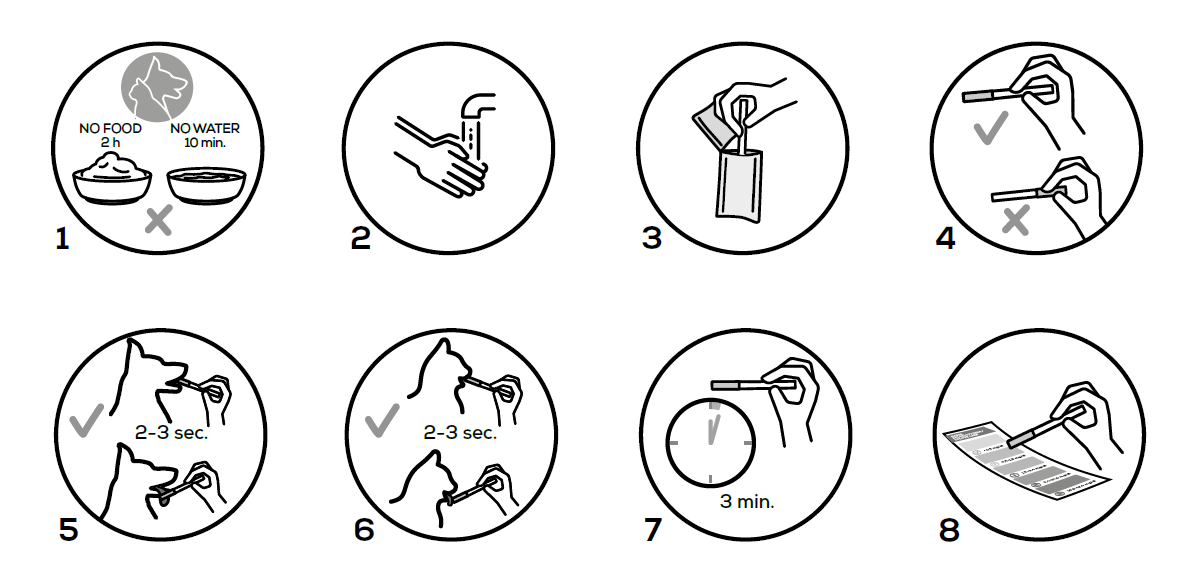 NO FOOD
2 h
NO WATER
10 min.
1
2
3
4
2-3 sec.
5
2-3 sec.
6
3 min.
7
8